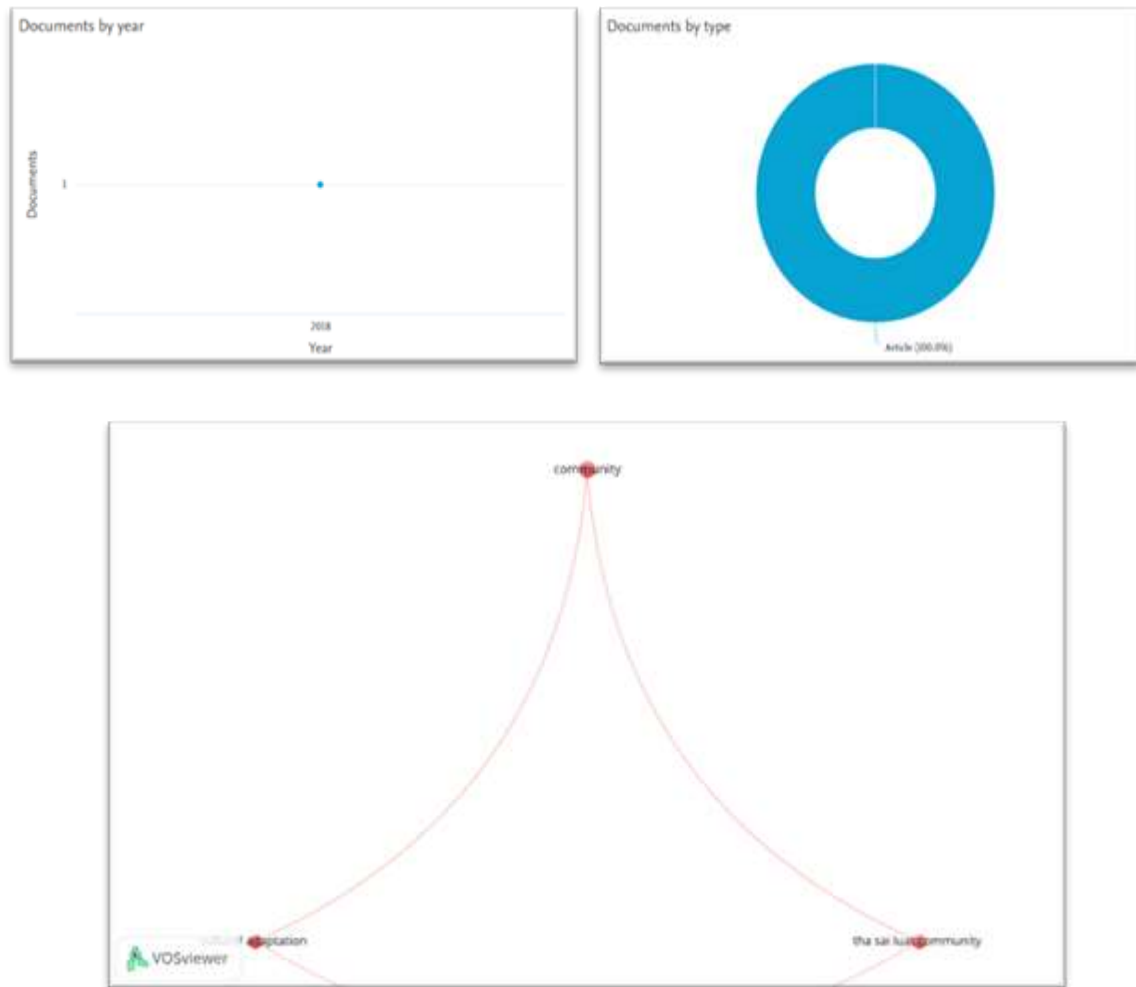 Documents by year
Documents
1
2018
Year
Documents by type
Article (100.0%)
community
adaptation
tha sai luat community
VOSviewer